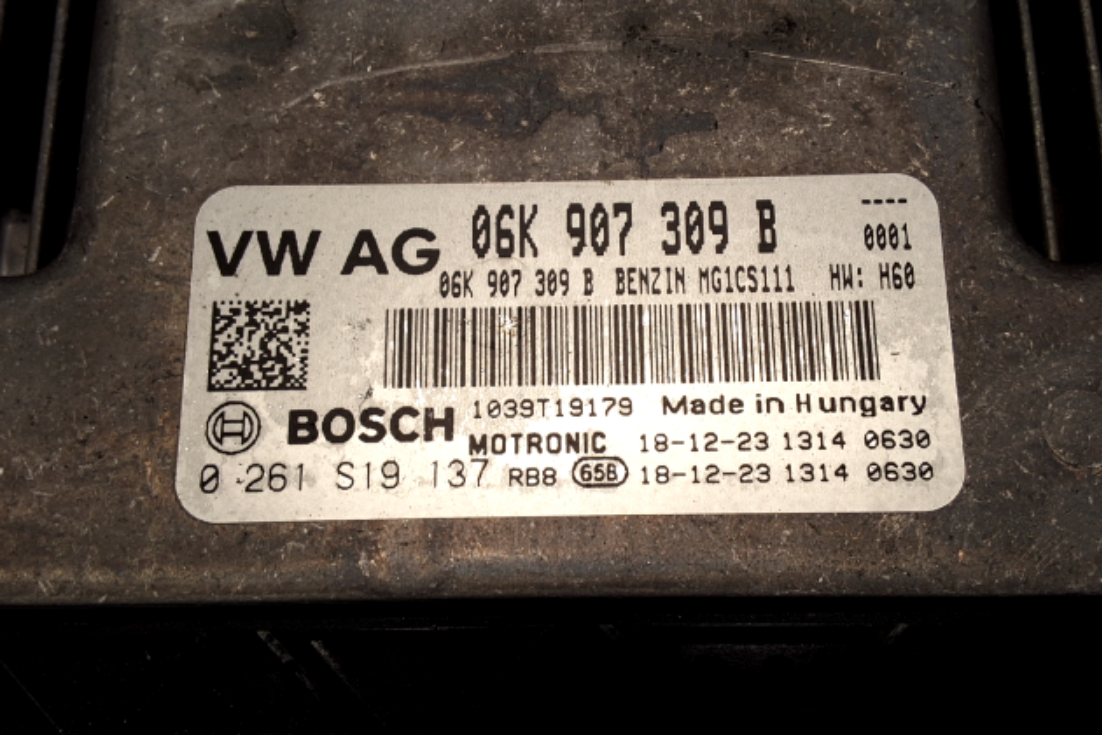 VW AG 06K 907 309 B ----
0001
06K 907 309 B BENZIN MG1CS111 HW: H60
BOSCH 1039T19179 Made in Hungary
MOTRONIC 18-12-23 1314 0630
0 261 S19 137 RB8 65B 18-12-23 1314 0630